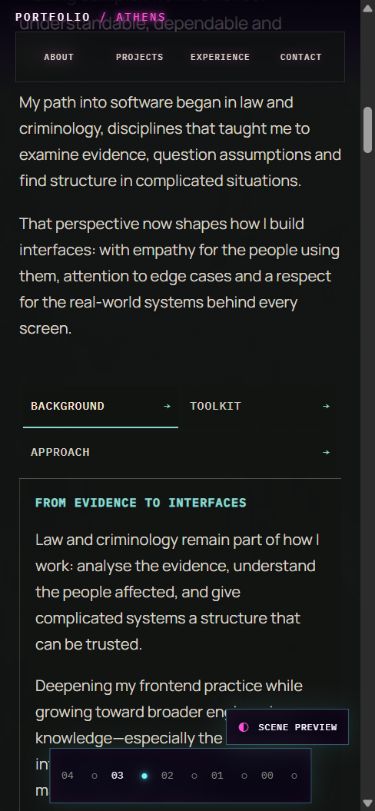 PORTFOLIO / ATHENS
understandable, dependable and
ABOUT PROJECTS EXPERIENCE CONTACT
My path into software began in law and
criminology, disciplines that taught me to
examine evidence, question assumptions and
find structure in complicated situations.
That perspective now shapes how I build
interfaces: with empathy for the people using
them, attention to edge cases and a respect
for the real-world systems behind every
screen.
BACKGROUND → TOOLKIT →
APPROACH →
FROM EVIDENCE TO INTERFACES
Law and criminology remain part of how I
work: analyse the evidence, understand
the people affected, and give
complicated systems a structure that
can be trusted.
Deepening my frontend practice while
growing toward broader
knowledge—especially the
SCENE PREVIEW
04 03 02 01 00